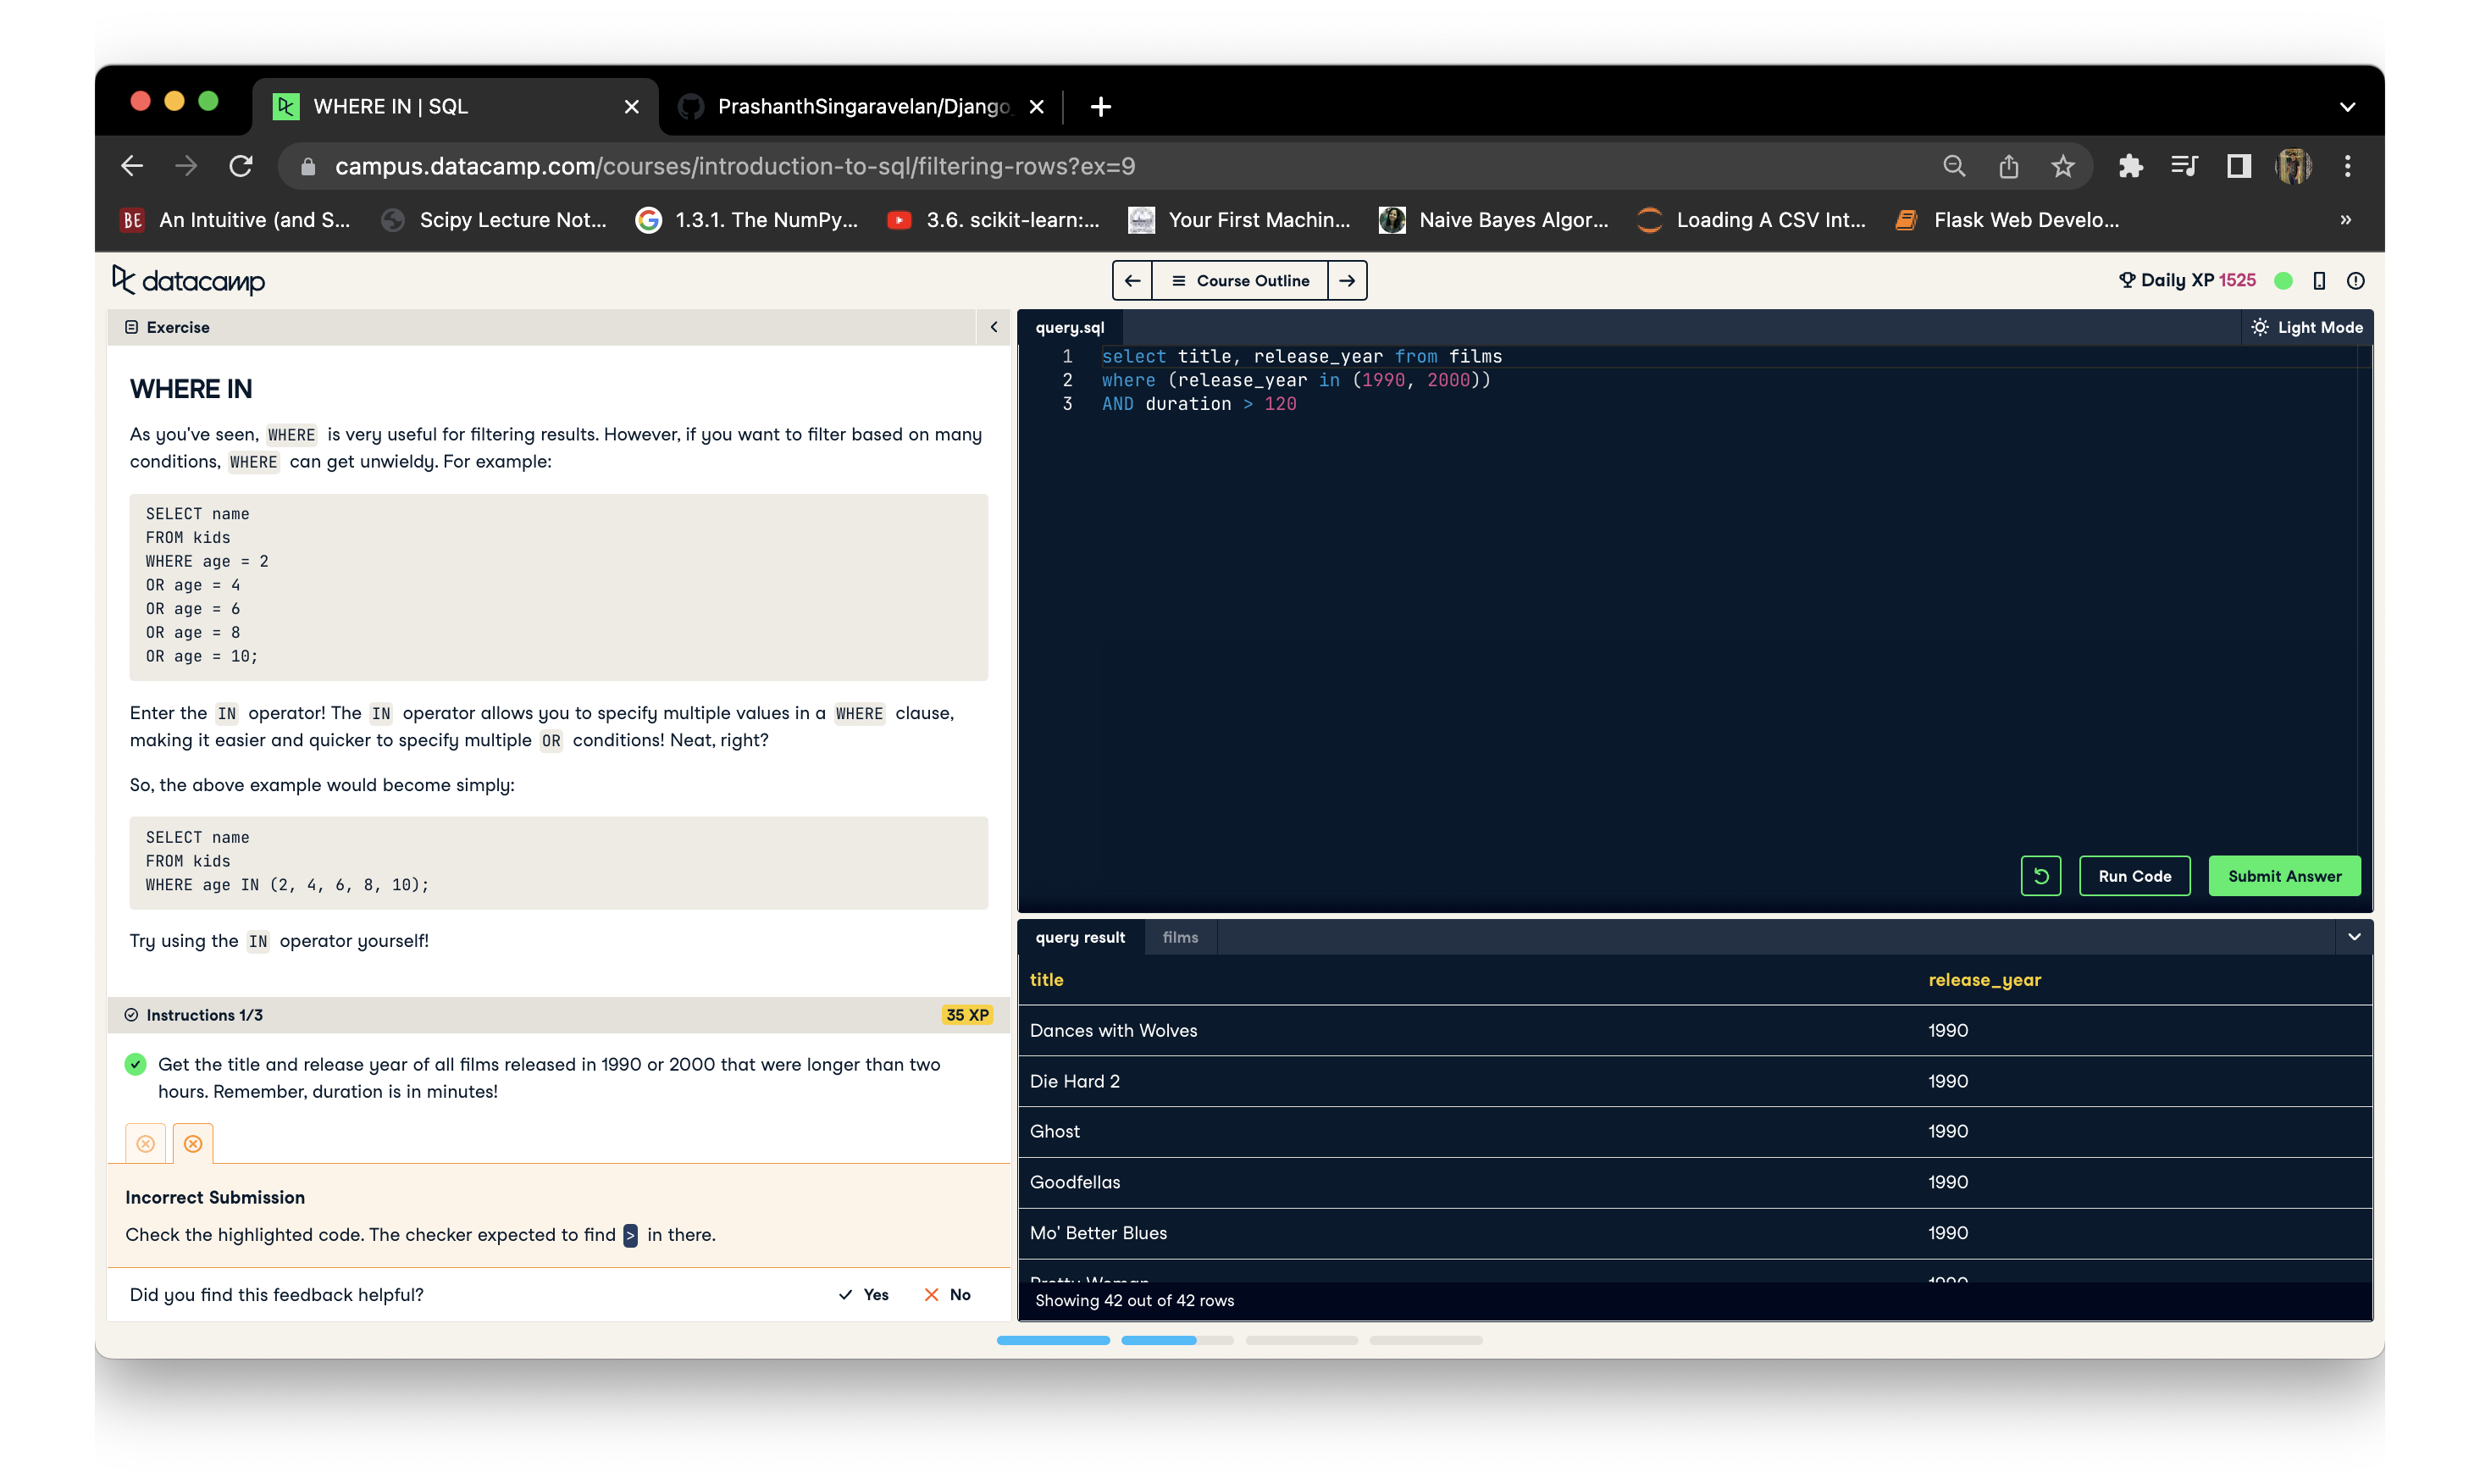 WHERE IN | SQL
PrashanthSingaravelan/Django_
campus.datacamp.com/courses/introduction-to-sql/filtering-rows?ex=9
BE An Intuitive (and S... Scipy Lecture Not... 1.3.1. The NumPy... 3.6. scikit-learn:... Your First Machin... Naive Bayes Algor... Loading A CSV Int... Flask Web Develo... »
datacamp
Course Outline
Daily XP 1525
Exercise
WHERE IN
As you've seen, WHERE is very useful for filtering results. However, if you want to filter based on many
conditions, WHERE can get unwieldy. For example:
SELECT name
FROM kids
WHERE age = 2
OR age = 4
OR age = 6
OR age = 8
OR age = 10;
Enter the IN operator! The IN operator allows you to specify multiple values in a WHERE clause,
making it easier and quicker to specify multiple OR conditions! Neat, right?
So, the above example would become simply:
SELECT name
FROM kids
WHERE age IN (2, 4, 6, 8, 10);
Try using the IN operator yourself!
Instructions 1/3
35 XP
Get the title and release year of all films released in 1990 or 2000 that were longer than two
hours. Remember, duration is in minutes!
Incorrect Submission
Check the highlighted code. The checker expected to find > in there.
Did you find this feedback helpful?
Yes
No
query.sql
Light Mode
1 select title, release_year from films
2 where (release_year in (1990, 2000))
3 AND duration > 120
Run Code
Submit Answer
query result
films
title release_year
Dances with Wolves 1990
Die Hard 2 1990
Ghost 1990
Goodfellas 1990
Mo' Better Blues 1990
Pretty Woman 1990
Showing 42 out of 42 rows